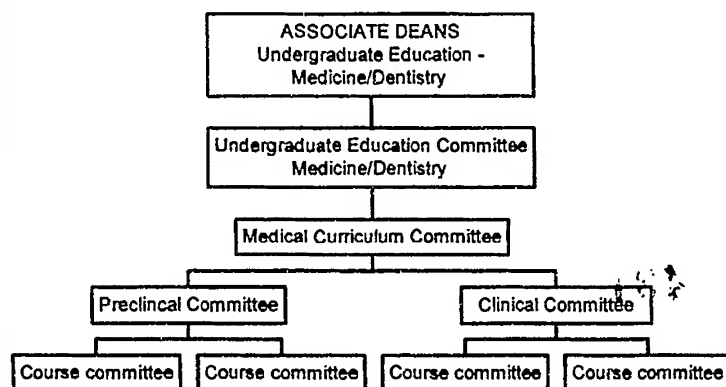 ASSOCIATE DEANS
Undergraduate Education -
Medicine/Dentistry
Undergraduate Education Committee
Medicine/Dentistry
Medical Curriculum Committee
Preclincal Committee
Clinical Committee
Course committee
Course committee
Course committee
Course committee